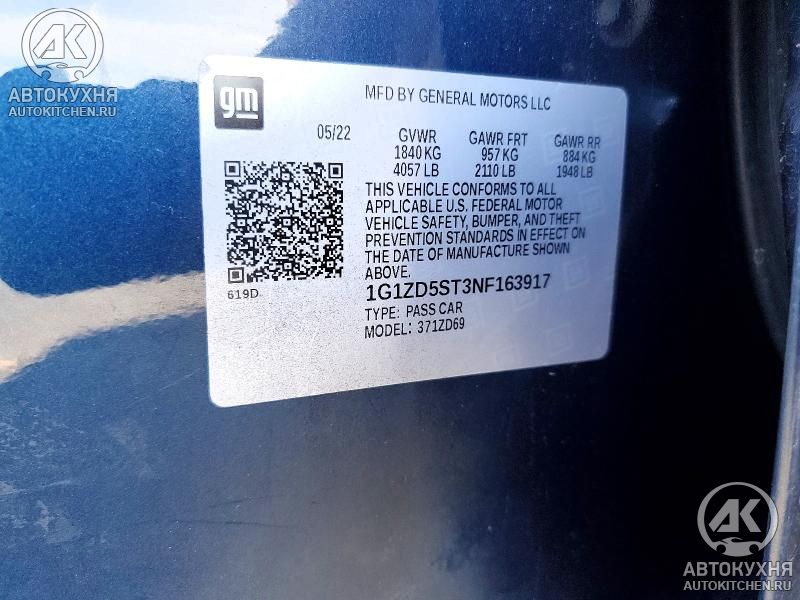 AK
АВТОКУХНЯ
AUTOKITCHEN.RU
gm
MFD BY GENERAL MOTORS LLC
05/22 GVWR GAWR FRT GAWR RR
1840 KG 957 KG 884 KG
4057 LB 2110 LB 1948 LB
THIS VEHICLE CONFORMS TO ALL
APPLICABLE U.S. FEDERAL MOTOR
VEHICLE SAFETY, BUMPER, AND THEFT
PREVENTION STANDARDS IN EFFECT ON
THE DATE OF MANUFACTURE SHOWN
ABOVE.
619D
1G1ZD5ST3NF163917
TYPE: PASS CAR
MODEL: 371ZD69
AK
АВТОКУХНЯ
AUTOKITCHEN.RU